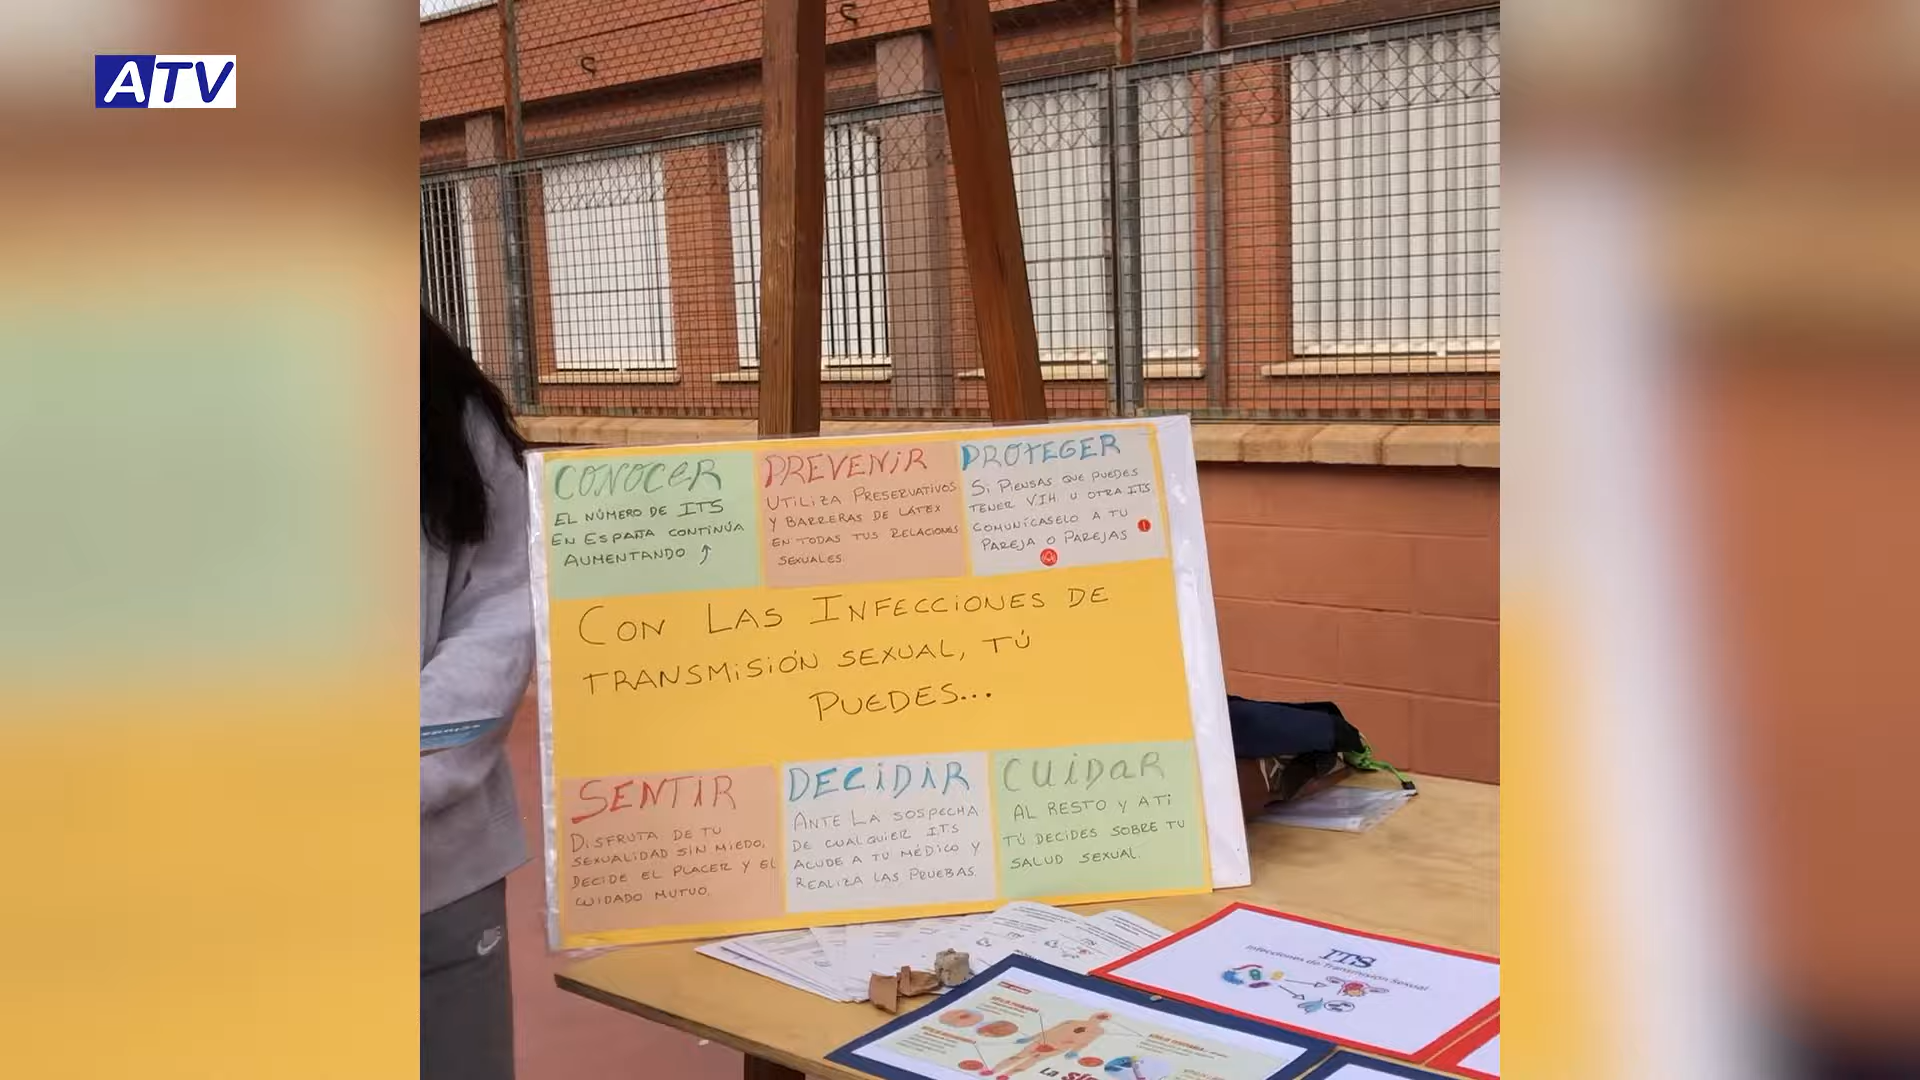 ATV
CONOCER
EL NÚMERO DE ITS
EN ESPAÑA CONTINÚA
AUMENTANDO
PREVENIR
UTILIZA PRESERVATIVOS
Y BARRERAS DE LATEX
EN TODAS TUS RELACIONES
SEXUALES
PROTEGER
Si PIENSAS QUE PUEDES
TENER VIH U OTRA ITS
COMUNÍCASELO A TU
PAREJA O PAREJAS
CON LAS INFECCIONES DE
TRANSMISIÓN SEXUAL, TÚ
PUEDES...
SENTIR
DISFRUTA DE TU
SEXUALIDAD SIN MIEDO,
DECIDE EL PLACER Y EL
CUIDADO MUTUO.
DECIDIR
ANTE LA SOSPECHA
DE CUALQUIER ITS
ACUDE A TU MÉDICO Y
REALIZA LAS PRUEBAS.
CUIDAR
AL RESTO Y A TI
TÚ DECIDES SOBRE TU
SALUD SEXUAL.
ITS
Infecciones de Transmisión Sexual
La